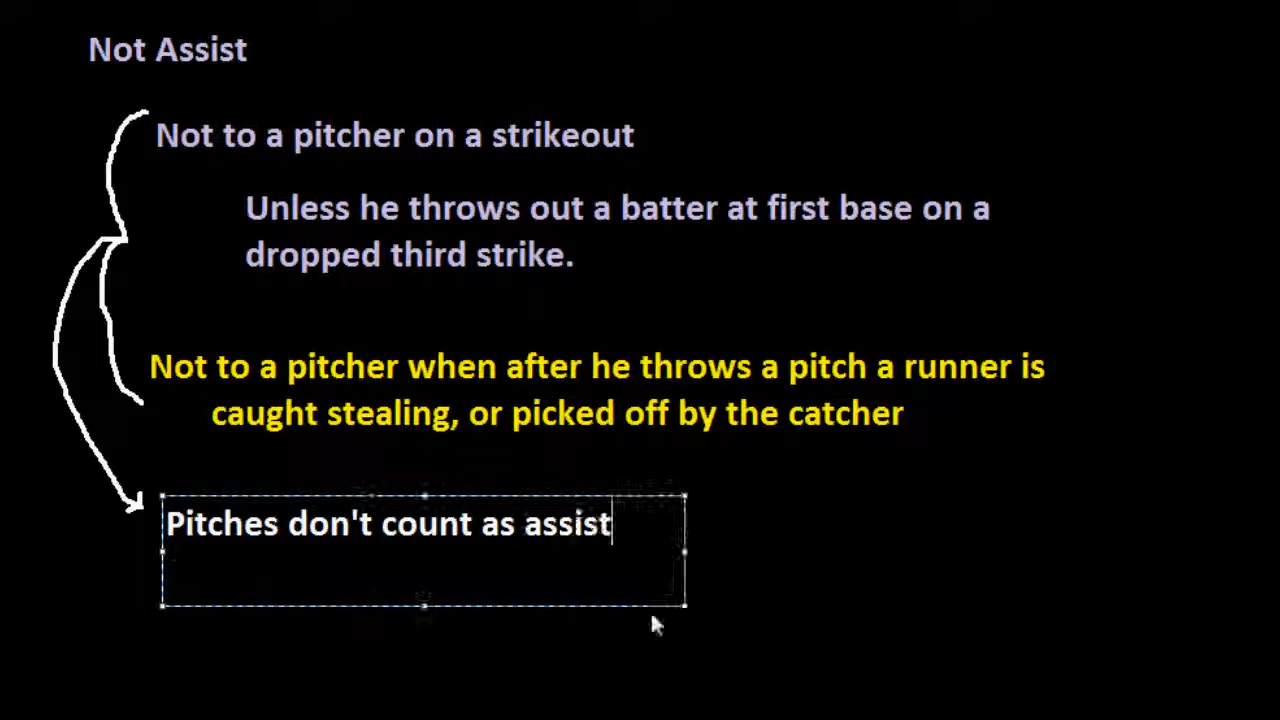 Not Assist
Not to a pitcher on a strikeout
Unless he throws out a batter at first base on a
dropped third strike.
Not to a pitcher when after he throws a pitch a runner is
caught stealing, or picked off by the catcher
Pitches don't count as assist